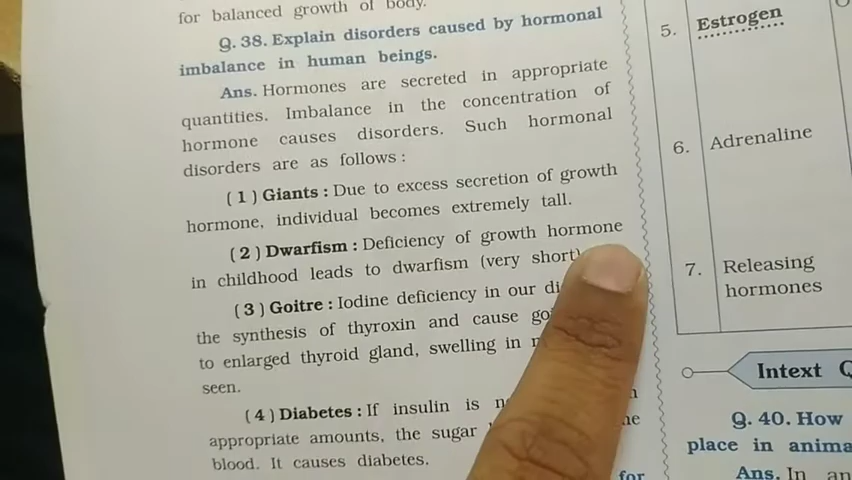 for balanced growth of body.
Q. 38. Explain disorders caused by hormonal
imbalance in human beings.
Ans. Hormones are secreted in appropriate
quantities. Imbalance in the concentration of
hormone causes disorders. Such hormonal
disorders are as follows :
( 1 ) Giants : Due to excess secretion of growth
hormone, individual becomes extremely tall.
( 2 ) Dwarfism : Deficiency of growth hormone
in childhood leads to dwarfism (very short)
( 3 ) Goitre : Iodine deficiency in our
the synthesis of thyroxin and cause
to enlarged thyroid gland, swelling in
seen.
( 4 ) Diabetes : If insulin is
appropriate amounts, the sugar
blood. It causes diabetes.
for
5. Estrogen
6. Adrenaline
7. Releasing
hormones
Intext Q
Q. 40. How
place in anima
Ans. In an